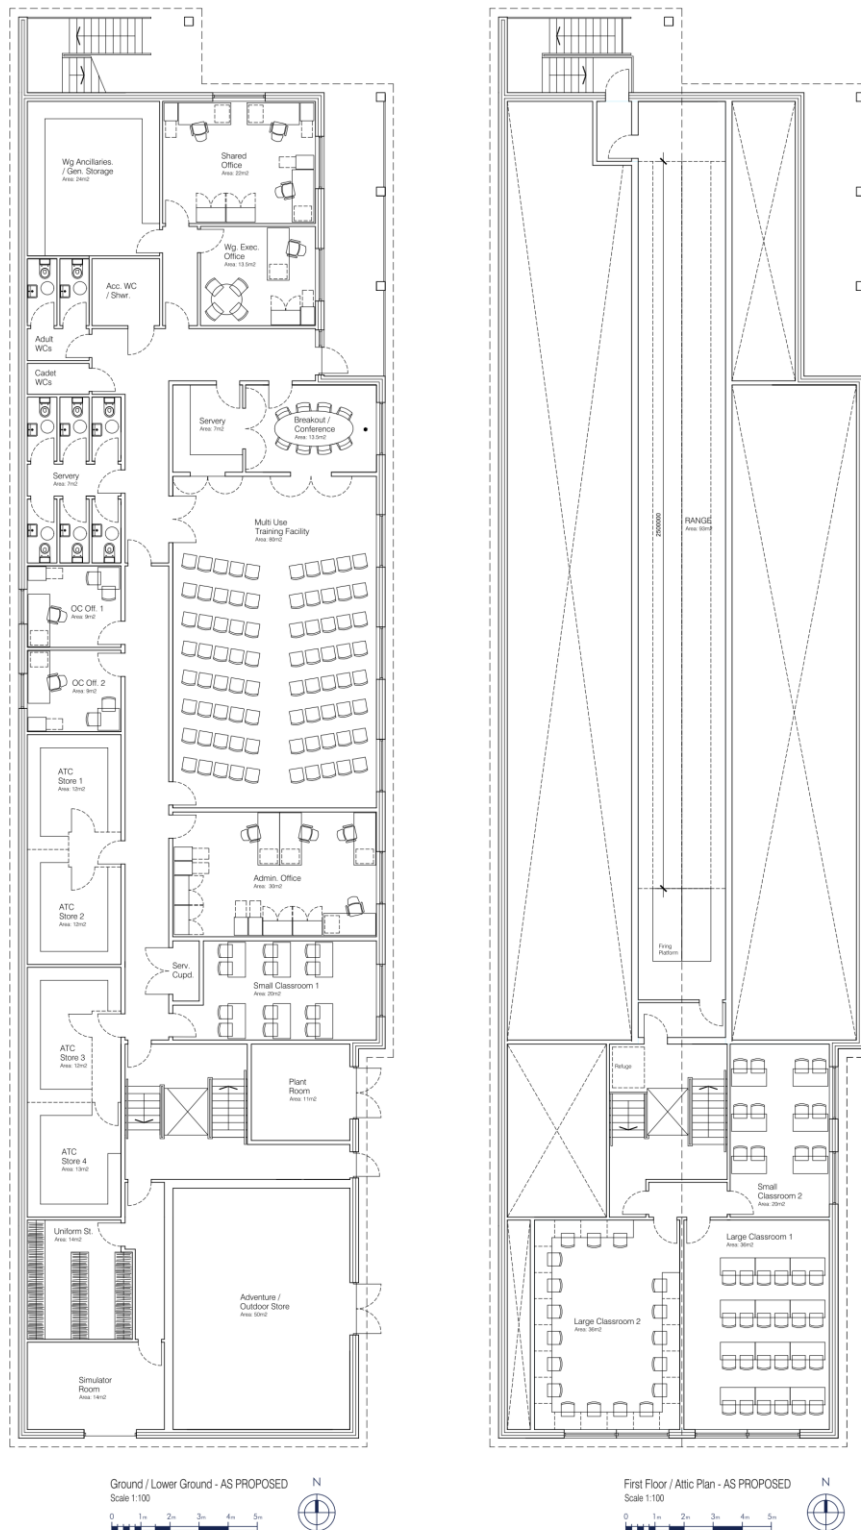 Wg Ancillaries.
/ Gen. Storage
Area: 24m2
Shared
Office
Area: 22m2
Wg. Exec.
Office
Area: 13.5m2
Acc. WC
/ Shwr.
Adult
WCs
Cadet
WCs
Servery
Area: 7m2
Breakout /
Conference
Area: 13.5m2
Servery
Area: 7m2
Multi Use
Training Facility
OC Off. 1
Area: 9m2
OC Off. 2
Area: 9m2
ATC
Store 1
Area: 12m2
ATC
Store 2
Area: 12m2
Admin. Office
Serv.
Cupd.
Small Classroom 1
Area: 20m2
ATC
Store 3
Area: 12m2
Plant
Room
Area: 11m2
ATC
Store 4
Area: 13m2
Uniform St.
Area: 14m2
Adventure /
Outdoor Store
Area: 50m2
Simulator
Room
Area: 14m2
Ground / Lower Ground - AS PROPOSED
Scale 1:100
N
0 1m 2m 3m 4m 5m
2500000
RANGE
Firing
Platform
Refuge
Small
Classroom 2
Area: 20m2
Large Classroom 1
Area: 36m2
Large Classroom 2
Area: 36m2
First Floor / Attic Plan - AS PROPOSED
Scale 1:100
N
0 1m 2m 3m 4m 5m